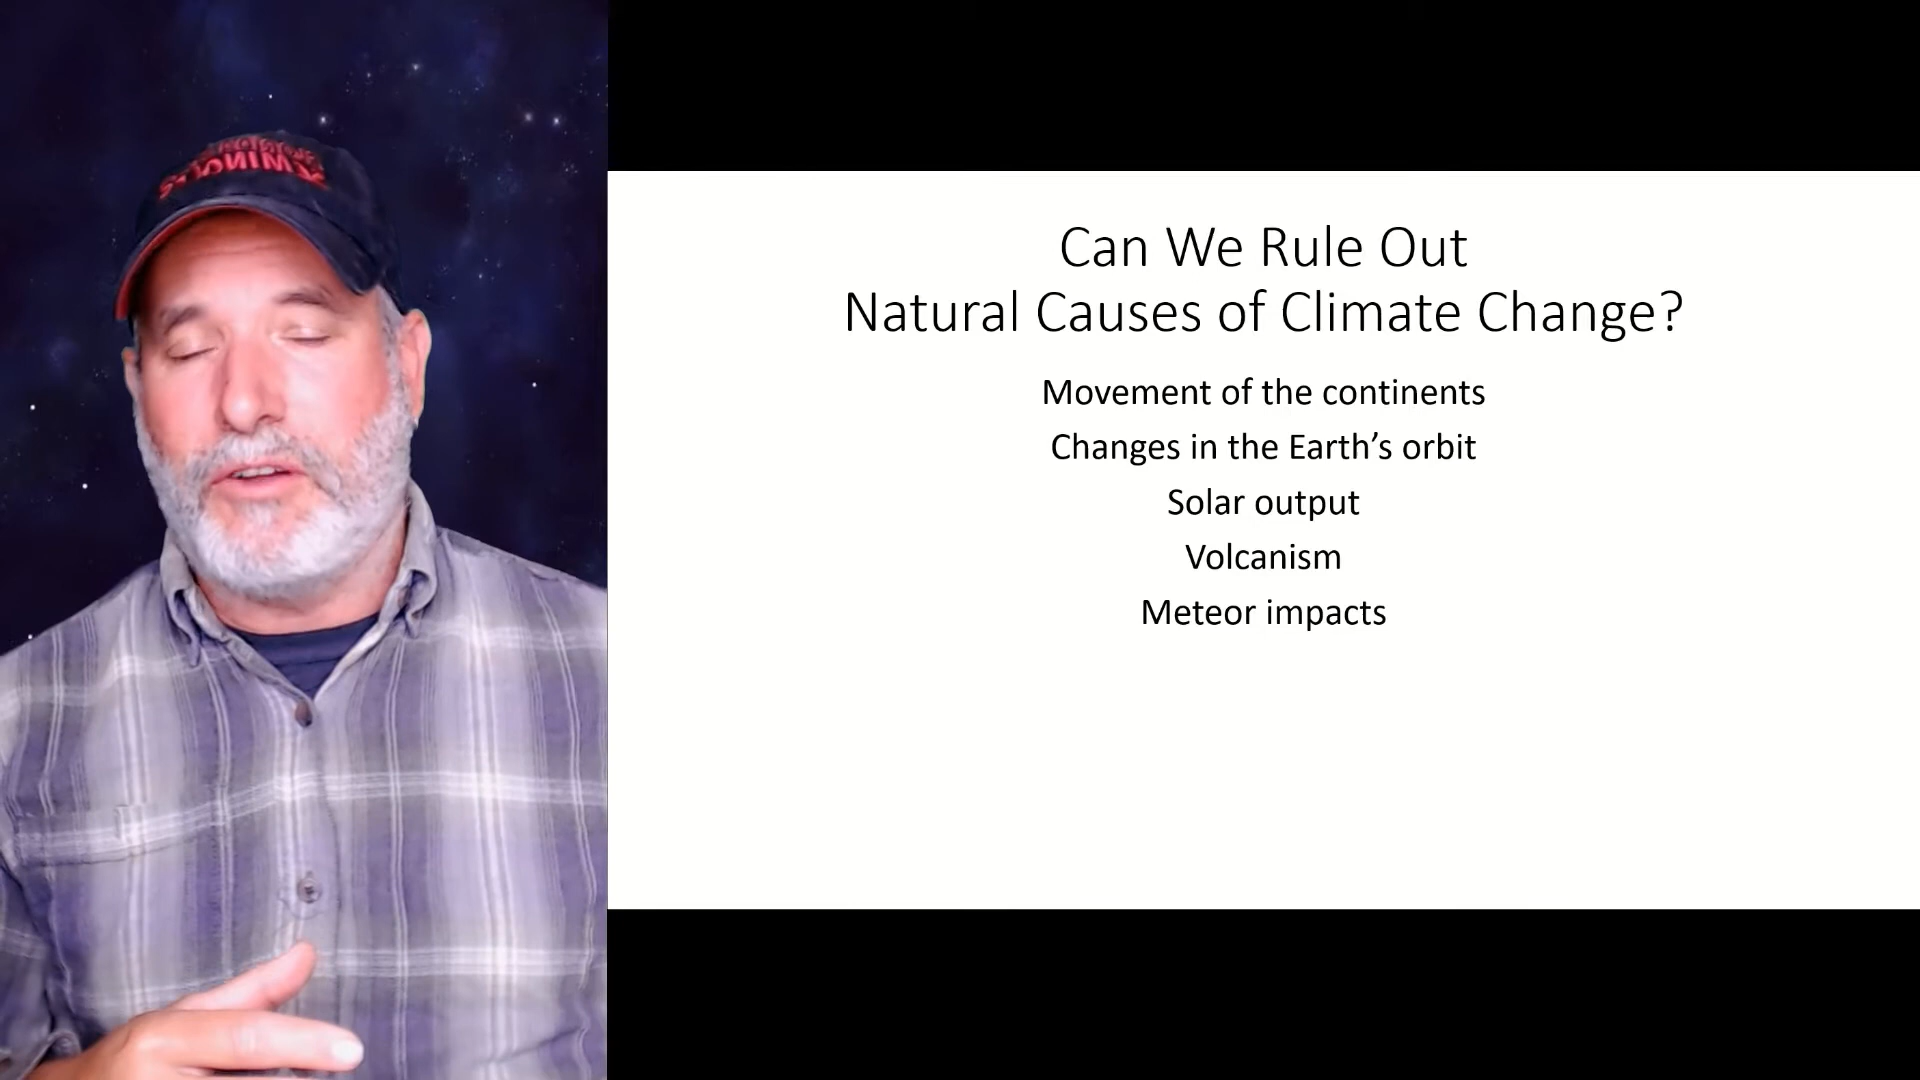 Can We Rule Out
Natural Causes of Climate Change?
Movement of the continents
Changes in the Earth’s orbit
Solar output
Volcanism
Meteor impacts